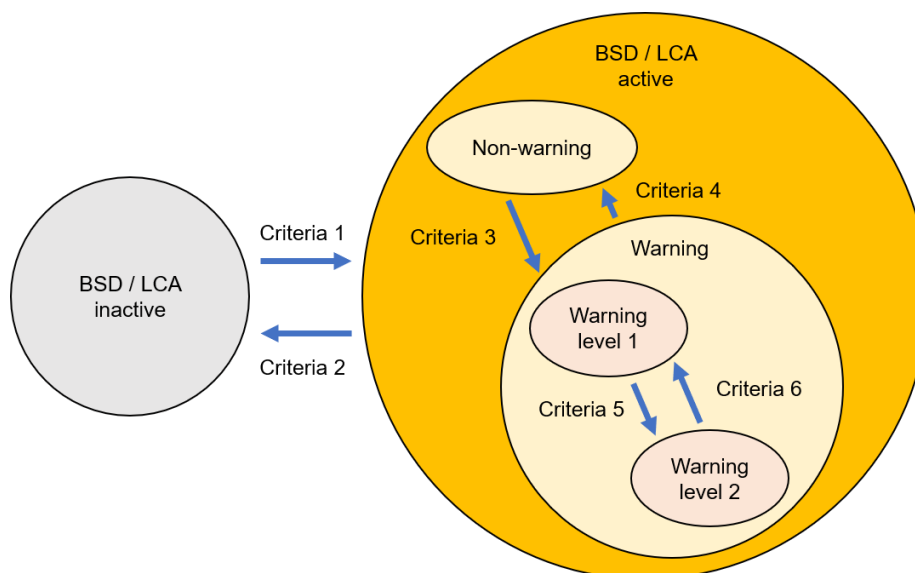 BSD / LCA
active
Non-warning
Criteria 4
Criteria 1
Criteria 3
Warning
BSD / LCA
inactive
Warning
level 1
Criteria 2
Criteria 6
Criteria 5
Warning
level 2